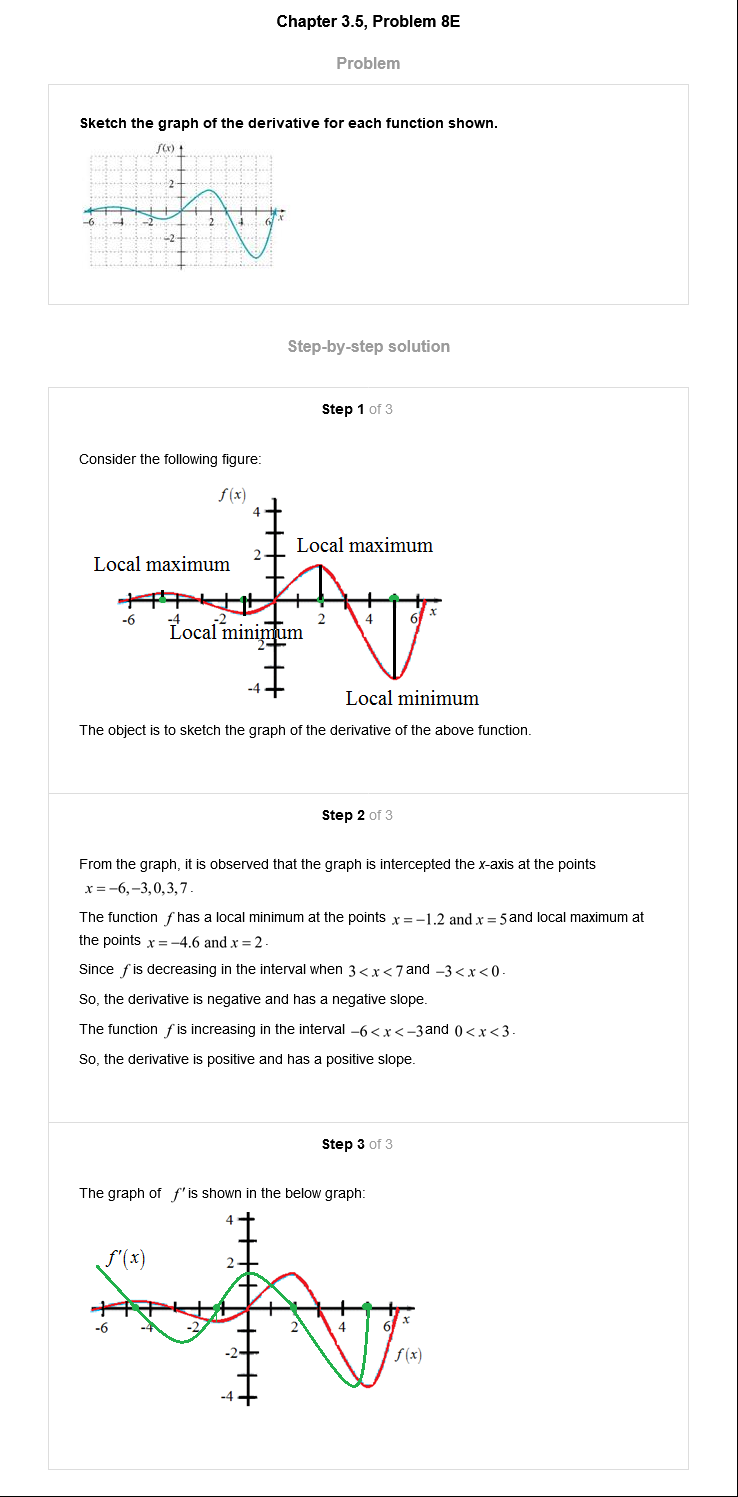 Chapter 3.5, Problem 8E
Problem
Sketch the graph of the derivative for each function shown.
f(x)
2
-6 -4 -2 2 4 6 x
-2
Step-by-step solution
Step 1 of 3
Consider the following figure:
f(x)
4
Local maximum
2
Local maximum
-6 -4 -2 2 4 6 x
Local minimum
2
-4
Local minimum
The object is to sketch the graph of the derivative of the above function.
Step 2 of 3
From the graph, it is observed that the graph is intercepted the x-axis at the points
x = -6, -3, 0, 3, 7.
The function f has a local minimum at the points x = -1.2 and x = 5 and local maximum at
the points x = -4.6 and x = 2.
Since f is decreasing in the interval when 3 < x < 7 and -3 < x < 0.
So, the derivative is negative and has a negative slope.
The function f is increasing in the interval -6 < x < -3 and 0 < x < 3.
So, the derivative is positive and has a positive slope.
Step 3 of 3
The graph of f' is shown in the below graph:
4
f'(x)
2
-6 -4 -2 2 4 6 x
-2
f(x)
-4